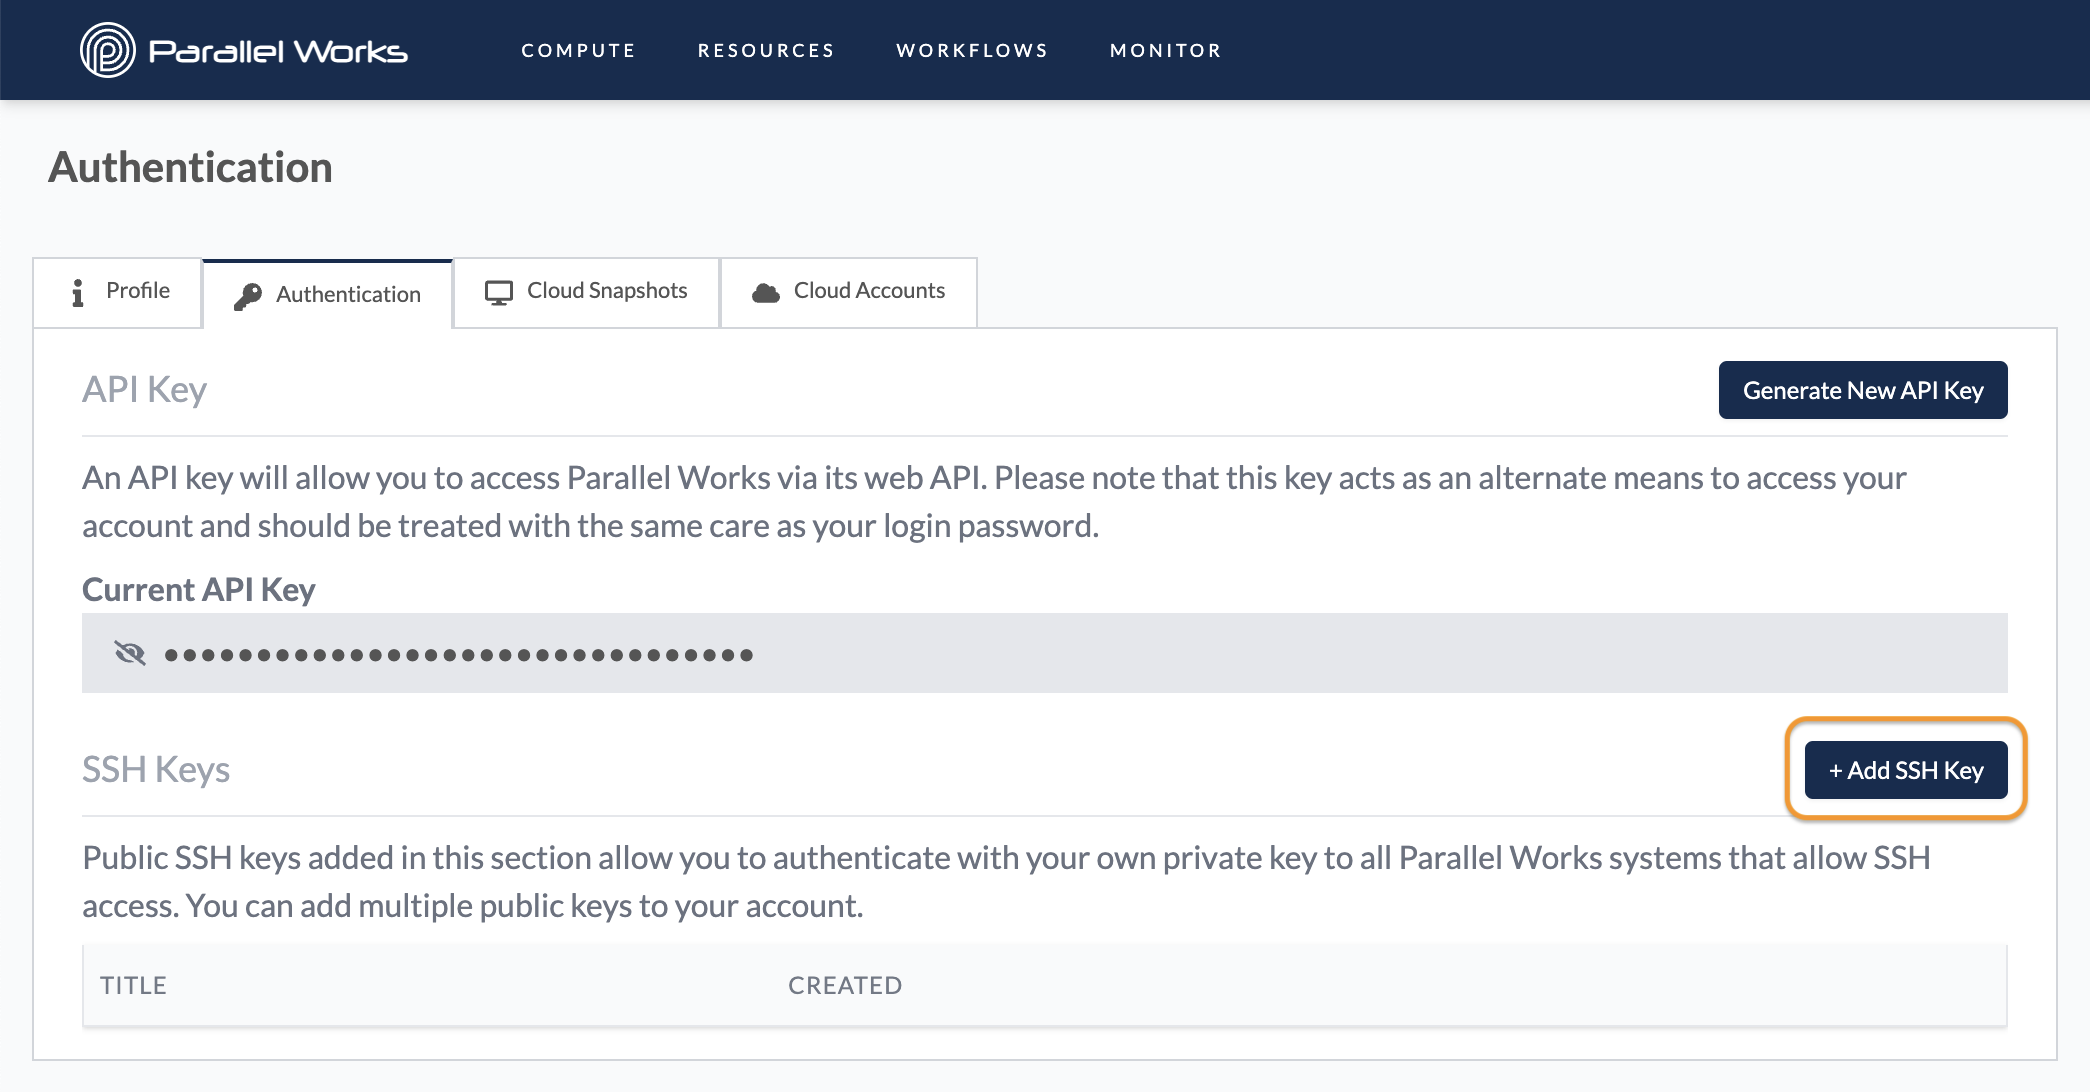 Parallel Works
COMPUTE
RESOURCES
WORKFLOWS
MONITOR
Authentication
Profile
Authentication
Cloud Snapshots
Cloud Accounts
API Key
Generate New API Key
An API key will allow you to access Parallel Works via its web API. Please note that this key acts as an alternate means to access your
account and should be treated with the same care as your login password.
Current API Key
••••••••••••••••••••••••••••••••
SSH Keys
+ Add SSH Key
Public SSH keys added in this section allow you to authenticate with your own private key to all Parallel Works systems that allow SSH
access. You can add multiple public keys to your account.
TITLE
CREATED